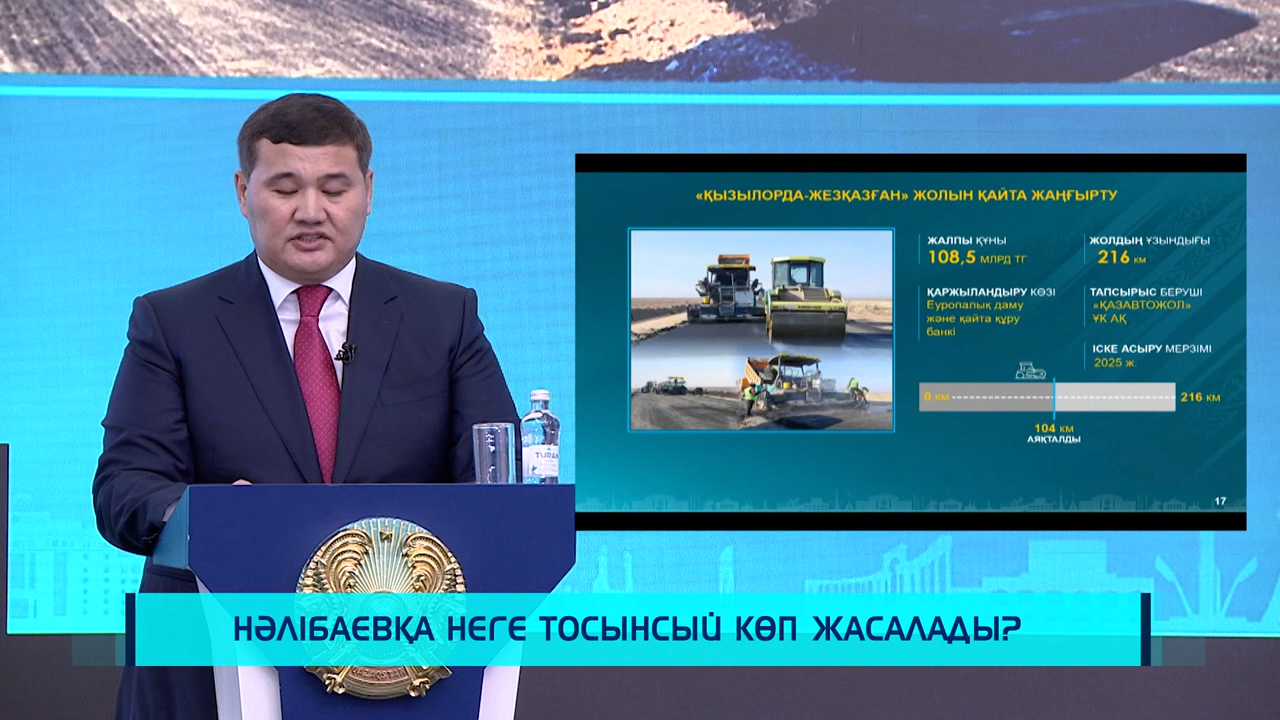 «ҚЫЗЫЛОРДА-ЖЕЗҚАЗҒАН» ЖОЛЫН ҚАЙТА ЖАҢҒЫРТУ
ЖАЛПЫ ҚҰНЫ
108,5 МЛРД ТГ
ЖОЛДЫҢ ҰЗЫНДЫҒЫ
216 КМ
ҚАРЖЫЛАНДЫРУ КӨЗІ
Еуропалық даму
және қайта құру
банкі
ТАПСЫРЫС БЕРУШІ
«ҚАЗАВТОЖОЛ»
ҰК АҚ
ІСКЕ АСЫРУ МЕРЗІМІ
2025 ж.
0 КМ
216 КМ
104 КМ
АЯҚТАЛДЫ
17
TURAN
QAZAQSTAN
НӘЛІБАЕВҚА НЕГЕ ТОСЫНСЫЙ КӨП ЖАСАЛАДЫ?